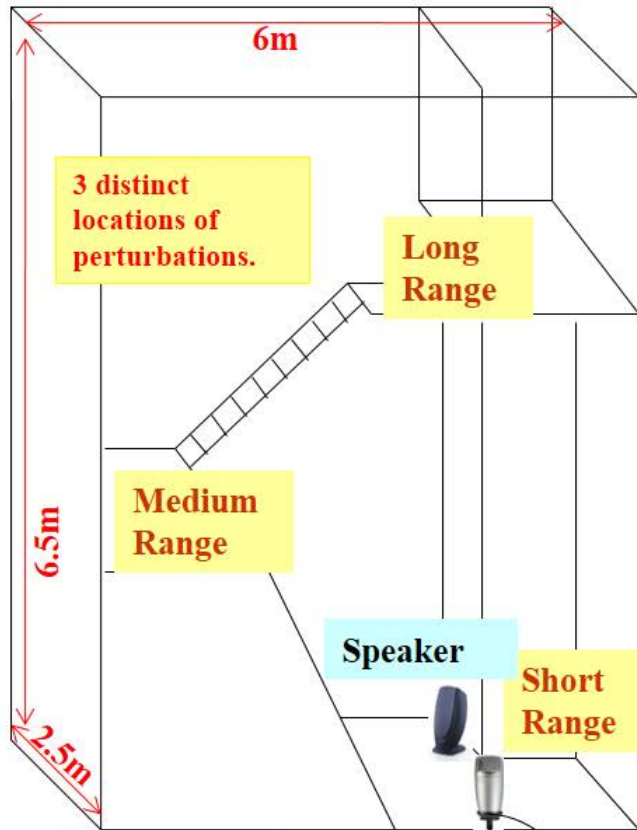 6m
3 distinct
locations of
perturbations.
Long
Range
Medium
Range
6.5m
Speaker
Short
Range
2.5m